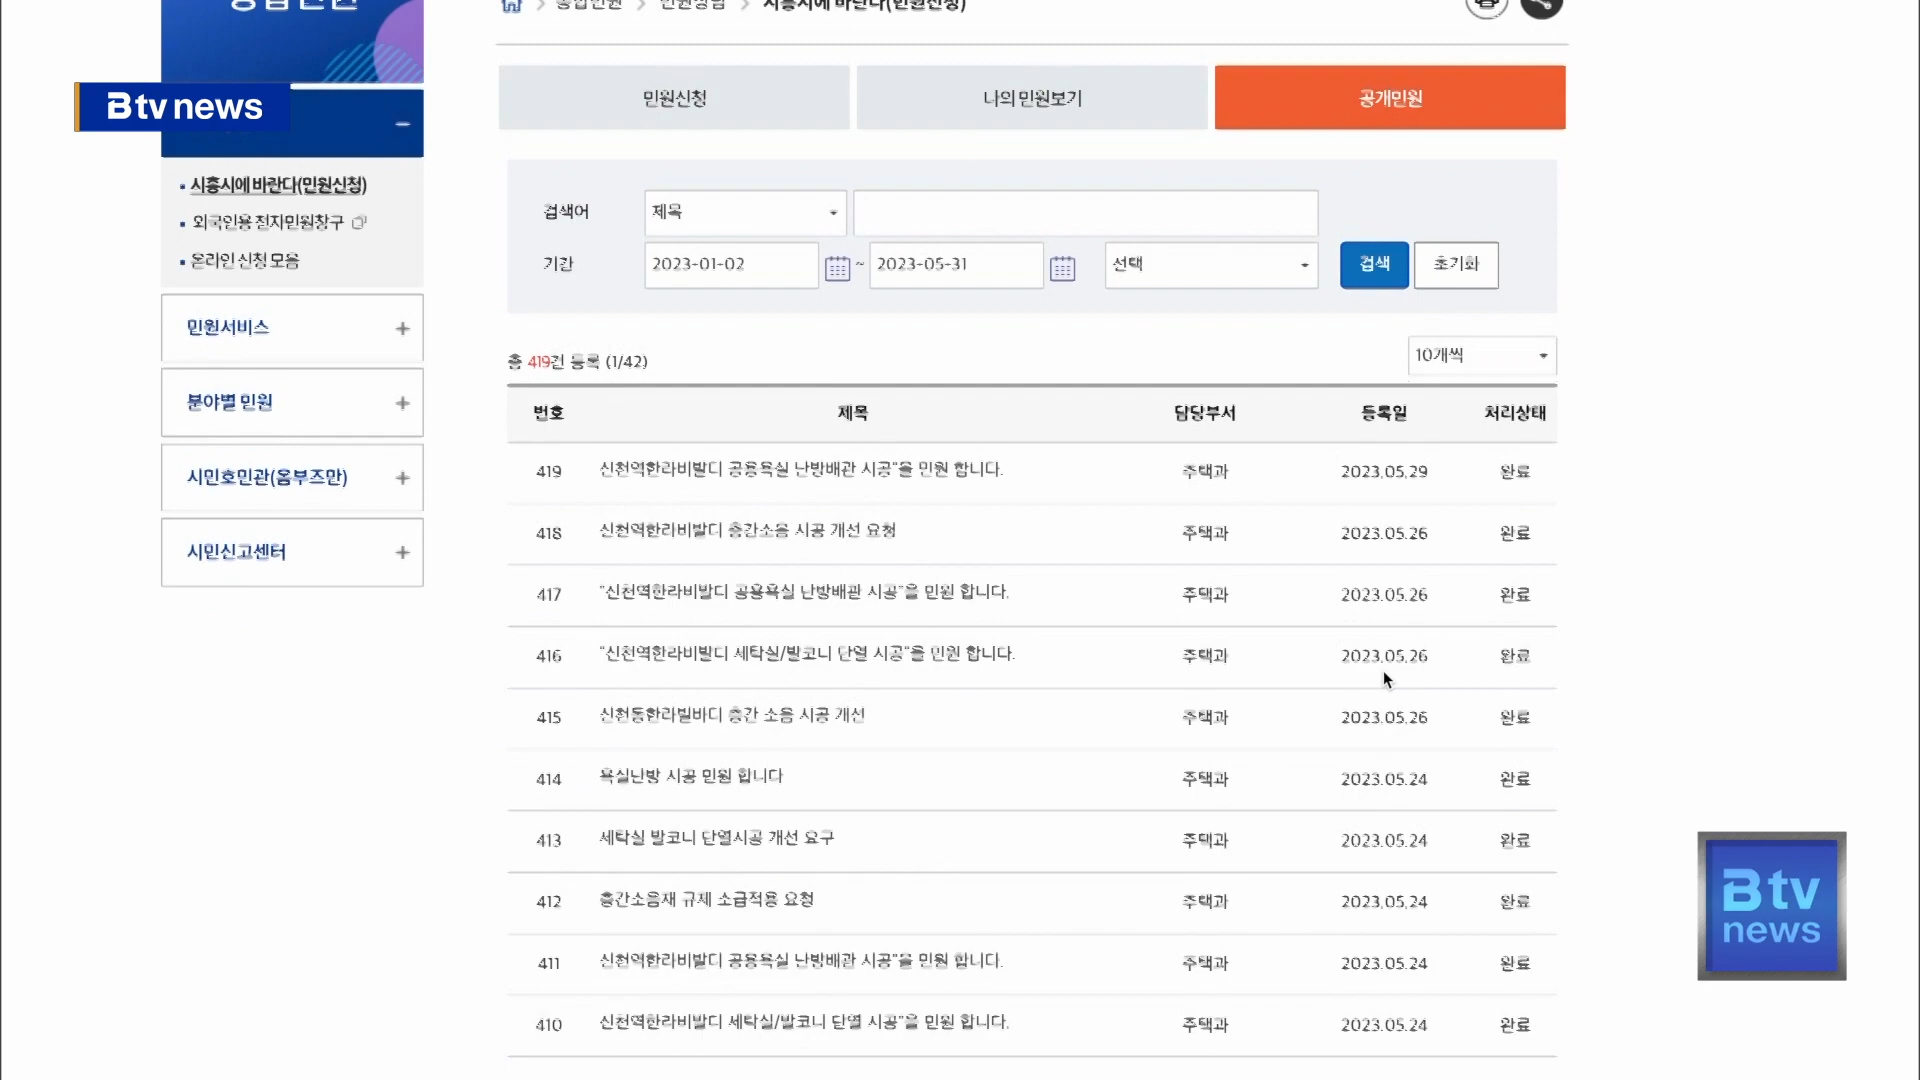 시흥시에 바란다(민원신청)
Btv news
민원신청
나의 민원보기
공개민원
시흥시에 바란다(민원신청)
외국인용 전자민원창구
온라인 신청 모음
민원서비스
분야별 민원
시민호민관(옴부즈만)
시민신고센터
검색어 제목
기간 2023-01-02 ~ 2023-05-31 선택 검색 초기화
총 419건 등록 (1/42) 10개씩
번호 제목 담당부서 등록일 처리상태
419 신천역한라비발디 공용욕실 난방배관 시공"을 민원 합니다. 주택과 2023.05.29 완료
418 신천역한라비발디 층간소음 시공 개선 요청 주택과 2023.05.26 완료
417 "신천역한라비발디 공용욕실 난방배관 시공"을 민원 합니다. 주택과 2023.05.26 완료
416 "신천역한라비발디 세탁실/발코니 단열 시공"을 민원 합니다. 주택과 2023.05.26 완료
415 신천동한라빌바디 층간 소음 시공 개선 주택과 2023.05.26 완료
414 욕실난방 시공 민원 합니다 주택과 2023.05.24 완료
413 세탁실 발코니 단열시공 개선 요구 주택과 2023.05.24 완료
412 층간소음재 규제 소급적용 요청 주택과 2023.05.24 완료
411 신천역한라비발디 공용욕실 난방배관 시공"을 민원 합니다. 주택과 2023.05.24 완료
410 신천역한라비발디 세탁실/발코니 단열 시공"을 민원 합니다. 주택과 2023.05.24 완료
Btv
news